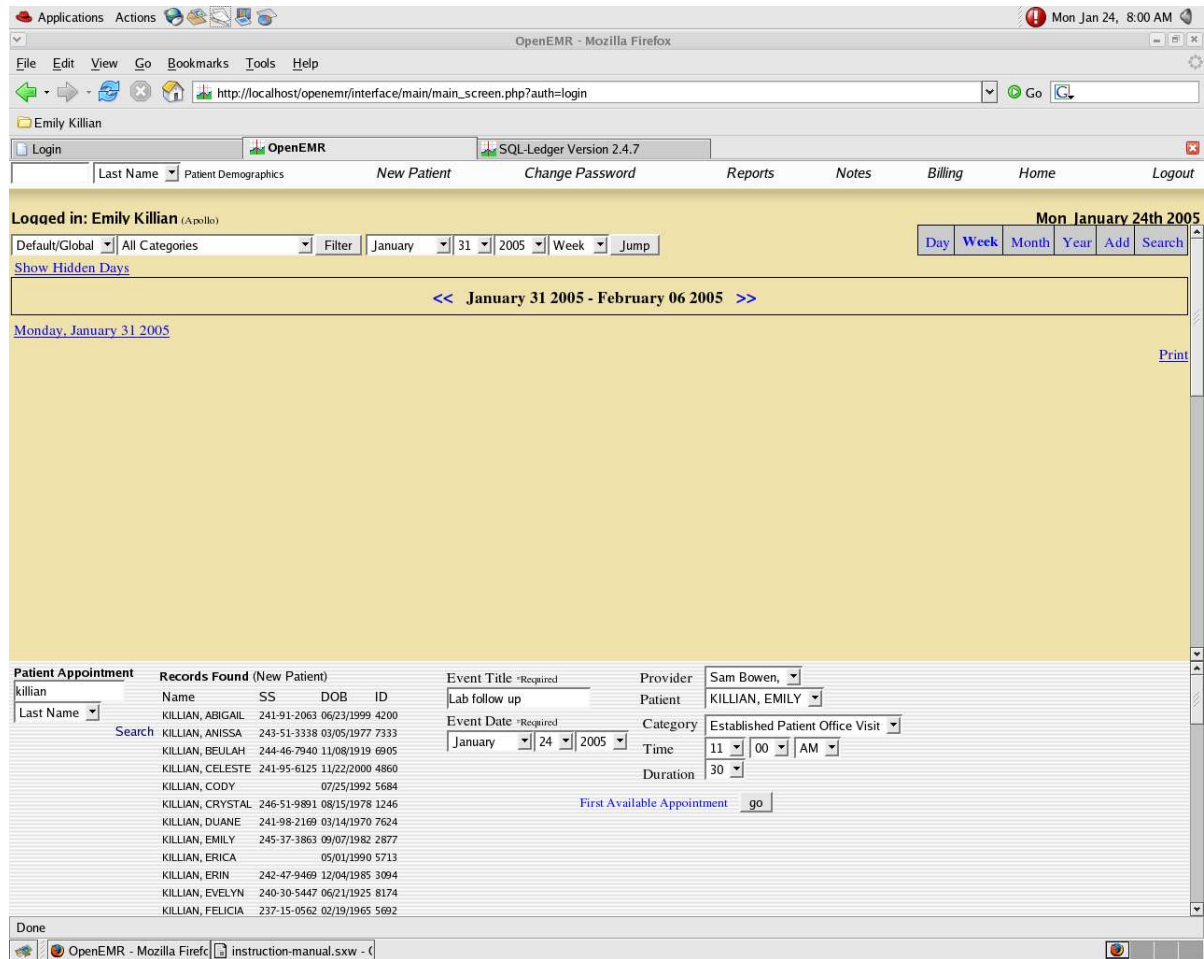 Applications Actions Mon Jan 24, 8:00 AM
OpenEMR - Mozilla Firefox
File Edit View Go Bookmarks Tools Help
http://localhost/openemr/interface/main/main_screen.php?auth=login Go G
Emily Killian
Login OpenEMR SQL-Ledger Version 2.4.7
Last Name Patient Demographics New Patient Change Password Reports Notes Billing Home Logout
Logged in: Emily Killian (Apollo) Mon January 24th 2005
Default/Global All Categories Filter January 31 2005 Week Jump Day Week Month Year Add Search
Show Hidden Days
<< January 31 2005 - February 06 2005 >>
Monday, January 31 2005
Print
Patient Appointment
killian
Last Name
Search
Records Found (New Patient)
Name SS DOB ID
KILLIAN, ABIGAIL 241-91-2063 06/23/1999 4200
KILLIAN, ANISSA 243-51-3338 03/05/1977 7333
KILLIAN, BEULAH 244-46-7940 11/08/1919 6905
KILLIAN, CELESTE 241-95-6125 11/22/2000 4860
KILLIAN, CODY 07/25/1992 5684
KILLIAN, CRYSTAL 246-51-9891 08/15/1978 1246
KILLIAN, DUANE 241-98-2169 03/14/1970 7624
KILLIAN, EMILY 245-37-3863 09/07/1982 2877
KILLIAN, ERICA 05/01/1990 5713
KILLIAN, ERIN 242-47-9469 12/04/1985 3094
KILLIAN, EVELYN 240-30-5447 06/21/1925 8174
KILLIAN, FELICIA 237-15-0562 02/19/1965 5692
Event Title *Required
Lab follow up
Event Date *Required
January 24 2005
Provider Sam Bowen,
Patient KILLIAN, EMILY
Category Established Patient Office Visit
Time 11 00 AM
Duration 30
First Available Appointment go
Done
OpenEMR - Mozilla Firefo instruction-manual.sxw - (